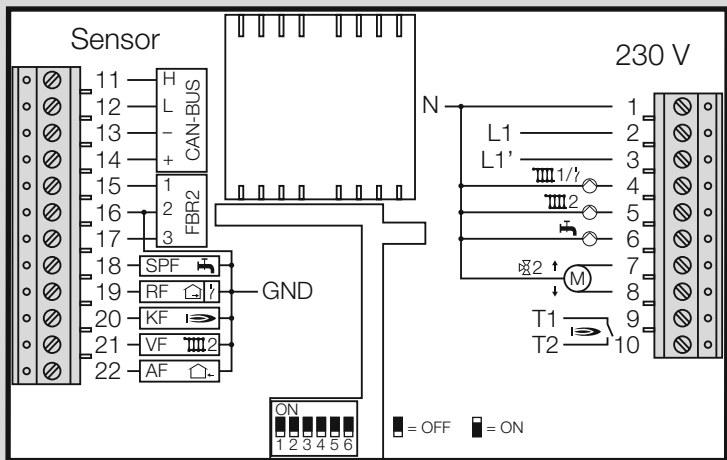 Sensor
11 H
12 L
13 –
14 +
CAN-BUS
15 1
16 2
17 3
FBR2
18 SPF
19 RF
20 KF
21 VF 2
22 AF
GND
230 V
N 1
L1 2
L1' 3
1/ 4
2 5
6
2 M 7
8
T1 9
T2 10
ON
1 2 3 4 5 6
= OFF = ON